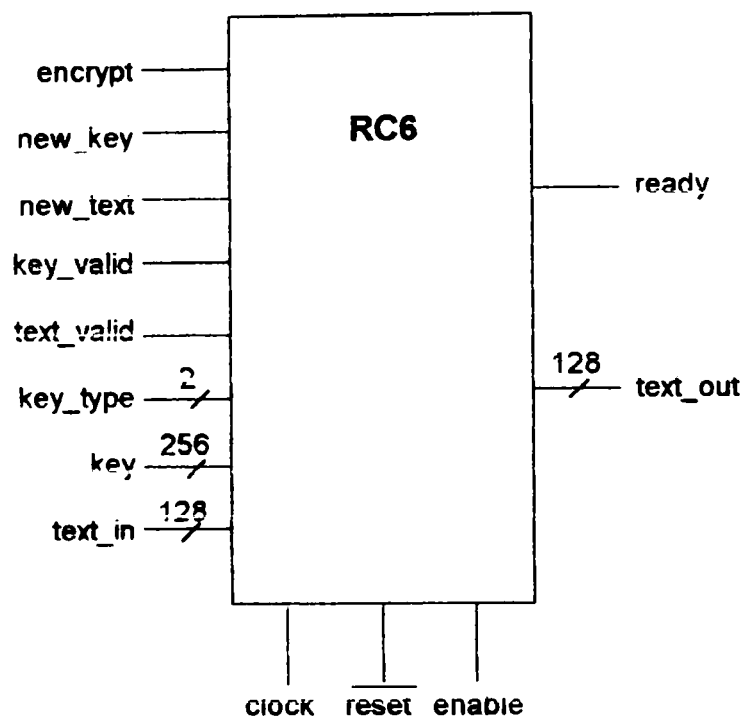 encrypt
new_key
RC6
ready
new_text
key_valid
text_valid
128
key_type
2
text_out
key
256
text_in
128
clock
reset
enable